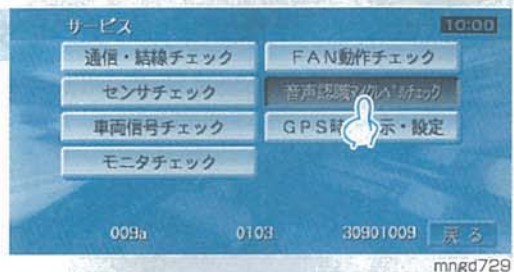 サービス 10:00
通信・結線チェック FAN動作チェック
センサチェック 音声認識マイクレベルチェック
車両信号チェック GPS時 示・設定
モニタチェック
009a 0103 30901009 戻る
mngd729